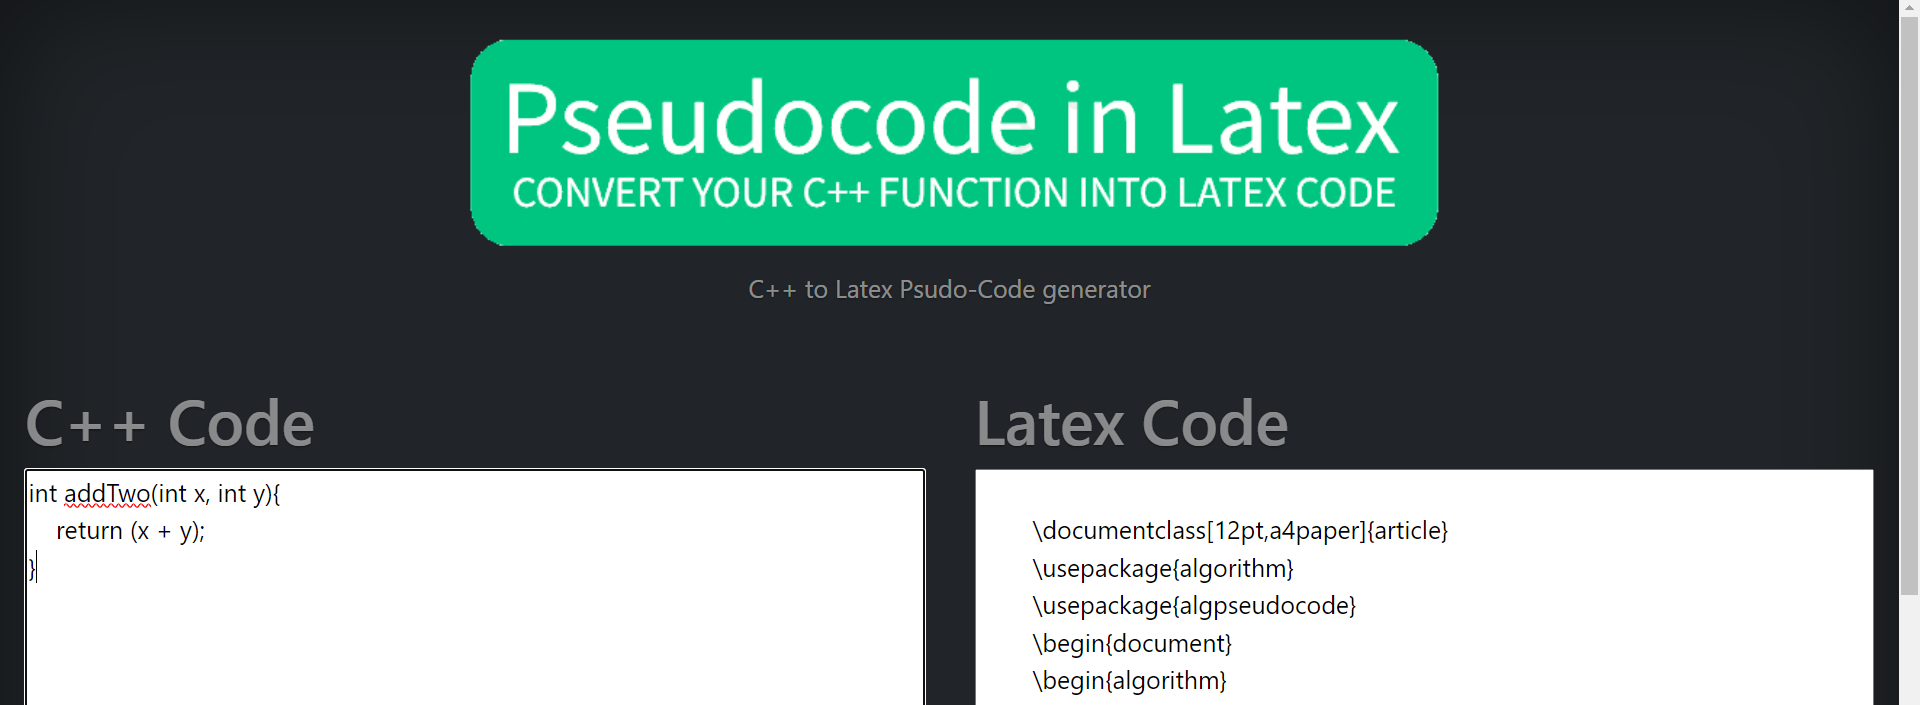 Pseudocode in Latex
CONVERT YOUR C++ FUNCTION INTO LATEX CODE
C++ to Latex Psudo-Code generator
C++ Code
int addTwo(int x, int y){
return (x + y);
}
Latex Code
\documentclass[12pt,a4paper]{article}
\usepackage{algorithm}
\usepackage{algpseudocode}
\begin{document}
\begin{algorithm}